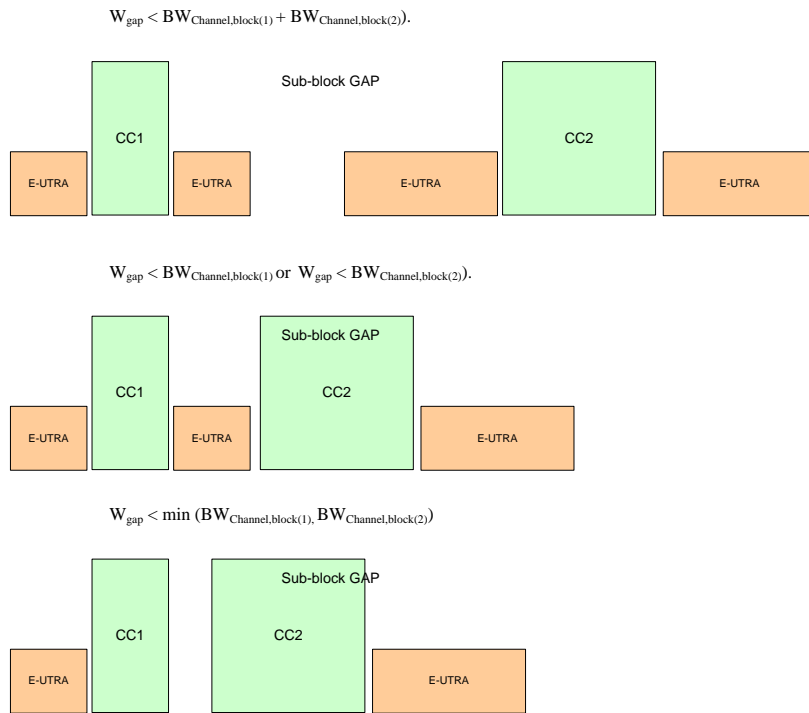 W_gap < BW_Channel,block(1) + BW_Channel,block(2)).
Sub-block GAP
CC1
CC2
E-UTRA
E-UTRA
E-UTRA
E-UTRA
W_gap < BW_Channel,block(1) or W_gap < BW_Channel,block(2)).
Sub-block GAP
CC1
CC2
E-UTRA
E-UTRA
E-UTRA
W_gap < min (BW_Channel,block(1), BW_Channel,block(2))
Sub-block GAP
CC1
CC2
E-UTRA
E-UTRA